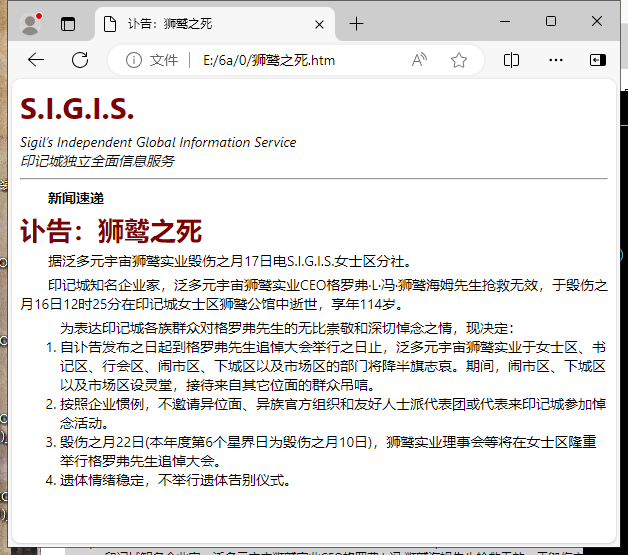 讣告：狮鹫之死
文件
E:/6a/0/狮鹫之死.htm
S.I.G.I.S.
Sigil's Independent Global Information Service
印记城独立全面信息服务
新闻速递
讣告：狮鹫之死
据泛多元宇宙狮鹫实业毁伤之月17日电S.I.G.I.S.女士区分社。
印记城知名企业家，泛多元宇宙狮鹫实业CEO格罗弗·L·冯·狮鹫海姆先生抢救无效，于毁伤之
月16日12时25分在印记城女士区狮鹫公馆中逝世，享年114岁。
为表达印记城各族群众对格罗弗先生的无比崇敬和深切悼念之情，现决定：
1. 自讣告发布之日起到格罗弗先生追悼大会举行之日止，泛多元宇宙狮鹫实业于女士区、书
记区、行会区、闹市区、下城区以及市场区的部门将降半旗志哀。期间，闹市区、下城区
以及市场区设灵堂，接待来自其它位面的群众吊唁。
2. 按照企业惯例，不邀请异位面、异族官方组织和友好人士派代表团或代表来印记城参加悼
念活动。
3. 毁伤之月22日(本年度第6个星界日为毁伤之月10日)，狮鹫实业理事会等将在女士区隆重
举行格罗弗先生追悼大会。
4. 遗体情绪稳定，不举行遗体告别仪式。